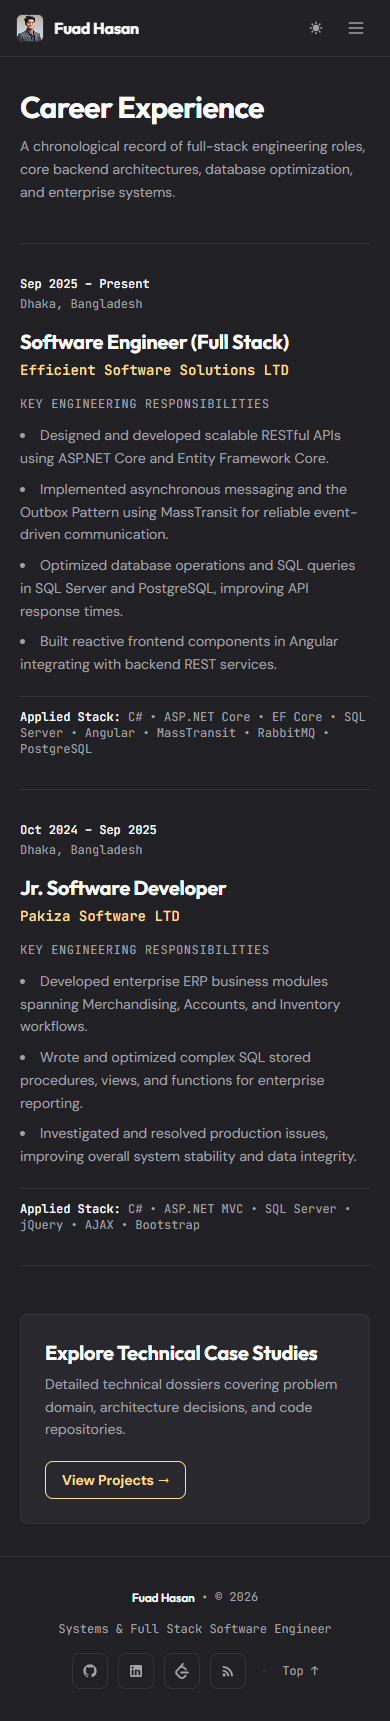 Fuad Hasan
Career Experience
A chronological record of full-stack engineering roles,
core backend architectures, database optimization,
and enterprise systems.
Sep 2025 – Present
Dhaka, Bangladesh
Software Engineer (Full Stack)
Efficient Software Solutions LTD
KEY ENGINEERING RESPONSIBILITIES
• Designed and developed scalable RESTful APIs
using ASP.NET Core and Entity Framework Core.
• Implemented asynchronous messaging and the
Outbox Pattern using MassTransit for reliable event-
driven communication.
• Optimized database operations and SQL queries
in SQL Server and PostgreSQL, improving API
response times.
• Built reactive frontend components in Angular
integrating with backend REST services.
Applied Stack: C# • ASP.NET Core • EF Core • SQL
Server • Angular • MassTransit • RabbitMQ •
PostgreSQL
Oct 2024 – Sep 2025
Dhaka, Bangladesh
Jr. Software Developer
Pakiza Software LTD
KEY ENGINEERING RESPONSIBILITIES
• Developed enterprise ERP business modules
spanning Merchandising, Accounts, and Inventory
workflows.
• Wrote and optimized complex SQL stored
procedures, views, and functions for enterprise
reporting.
• Investigated and resolved production issues,
improving overall system stability and data integrity.
Applied Stack: C# • ASP.NET MVC • SQL Server •
jQuery • AJAX • Bootstrap
Explore Technical Case Studies
Detailed technical dossiers covering problem
domain, architecture decisions, and code
repositories.
View Projects →
Fuad Hasan • © 2026
Systems & Full Stack Software Engineer
· Top ↑